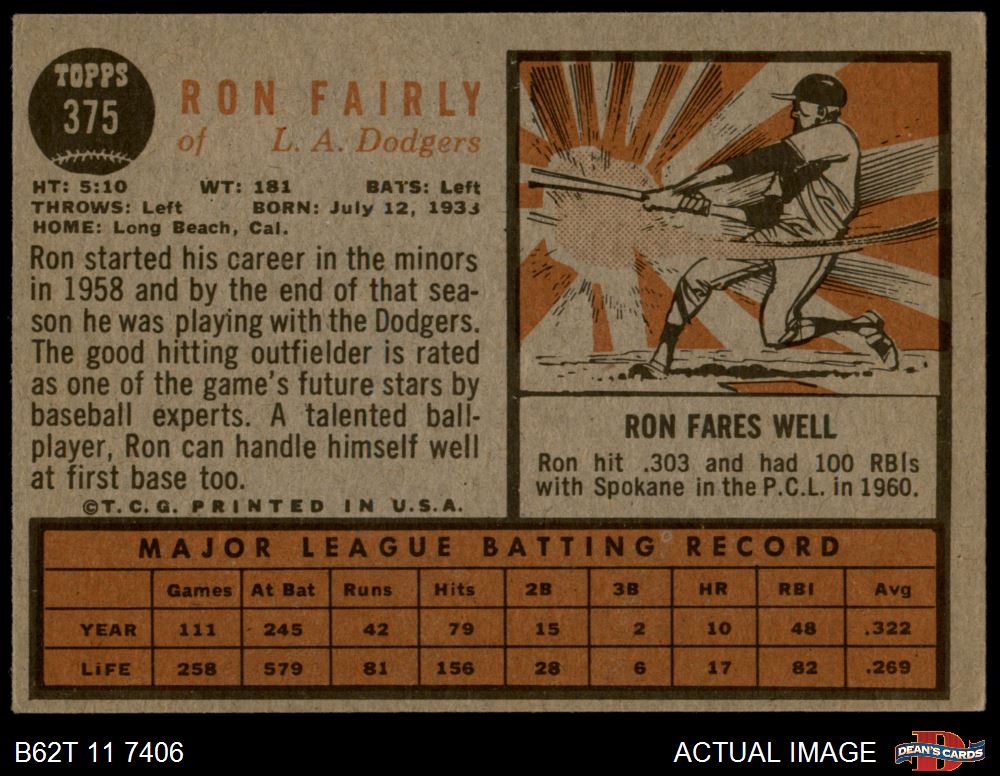 TOPPS
375
RON FAIRLY
of L. A. Dodgers
HT: 5:10 WT: 181 BATS: Left
THROWS: Left BORN: July 12, 1933
HOME: Long Beach, Cal.
Ron started his career in the minors
in 1958 and by the end of that sea-
son he was playing with the Dodgers.
The good hitting outfielder is rated
as one of the game's future stars by
baseball experts. A talented ball-
player, Ron can handle himself well
at first base too.
©T.C.G. PRINTED IN U.S.A.
RON FARES WELL
Ron hit .303 and had 100 RBIs
with Spokane in the P.C.L. in 1960.
MAJOR LEAGUE BATTING RECORD
Games At Bat Runs Hits 2B 3B HR RBI Avg
YEAR 111 245 42 79 15 2 10 48 .322
LiFE 258 579 81 156 28 6 17 82 .269
B62T 11 7406 ACTUAL IMAGE DEAN'S CARDS